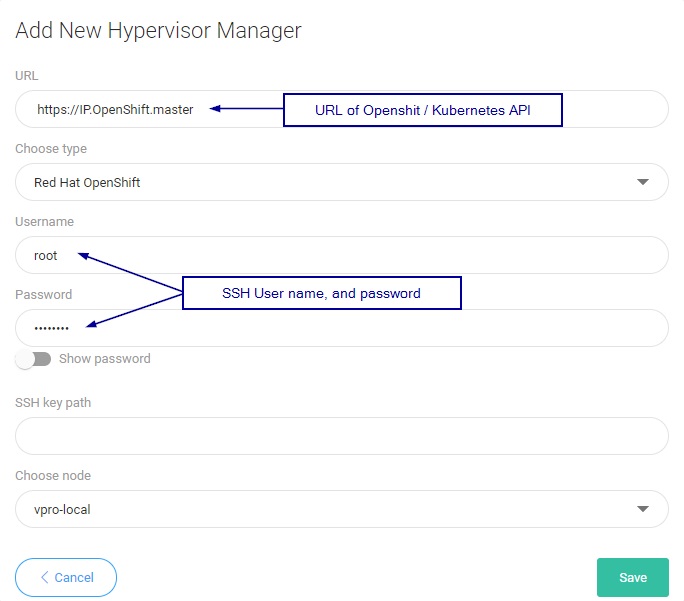 Add New Hypervisor Manager
URL
https://IP.OpenShift.master
URL of Openshit / Kubernetes API
Choose type
Red Hat OpenShift
Username
root
SSH User name, and password
Password
••••••••
Show password
SSH key path
Choose node
vpro-local
Cancel
Save